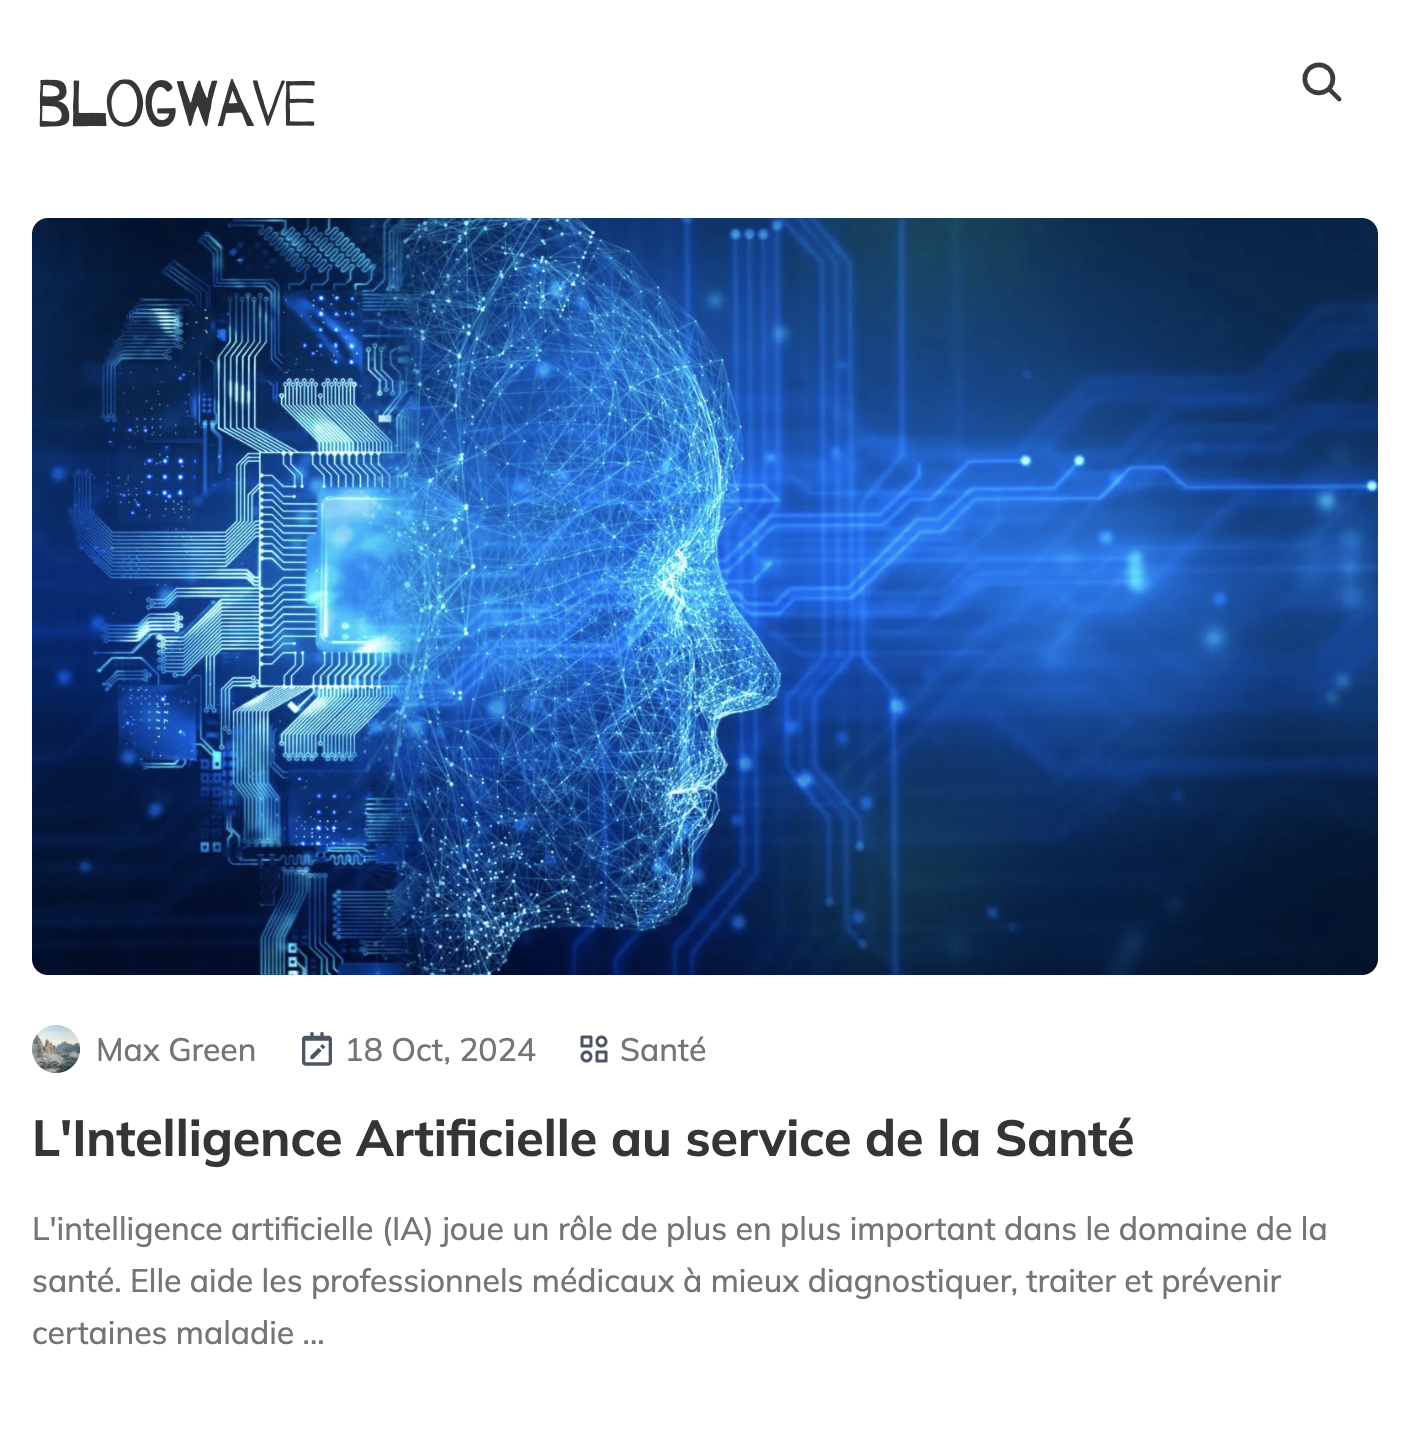 BLOGWAVE
Max Green 18 Oct, 2024 Santé
L'Intelligence Artificielle au service de la Santé
L'intelligence artificielle (IA) joue un rôle de plus en plus important dans le domaine de la
santé. Elle aide les professionnels médicaux à mieux diagnostiquer, traiter et prévenir
certaines maladie ...